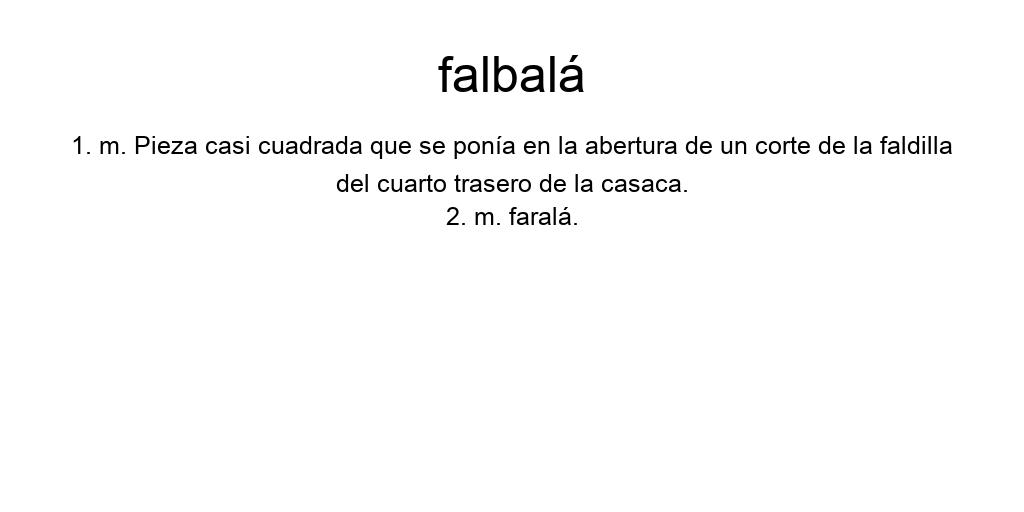 falbalá
1. m. Pieza casi cuadrada que se ponía en la abertura de un corte de la faldilla
del cuarto trasero de la casaca.
2. m. faralá.